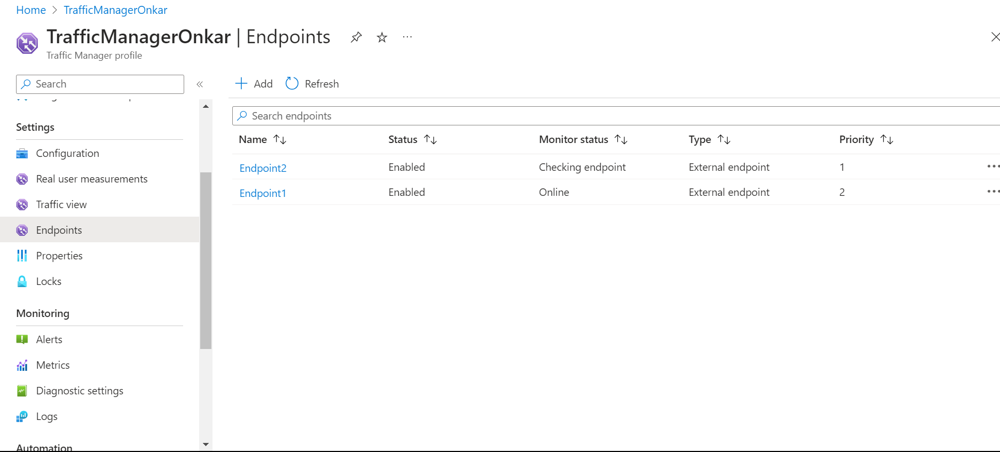 Home > TrafficManagerOnkar
TrafficManagerOnkar | Endpoints ...
Traffic Manager profile
Search
«
Settings
Configuration
Real user measurements
Traffic view
Endpoints
Properties
Locks
Monitoring
Alerts
Metrics
Diagnostic settings
Logs
Automation
+ Add Refresh
Search endpoints
Name ↑↓ Status ↑↓ Monitor status ↑↓ Type ↑↓ Priority ↑↓
Endpoint2 Enabled Checking endpoint External endpoint 1 ...
Endpoint1 Enabled Online External endpoint 2 ...